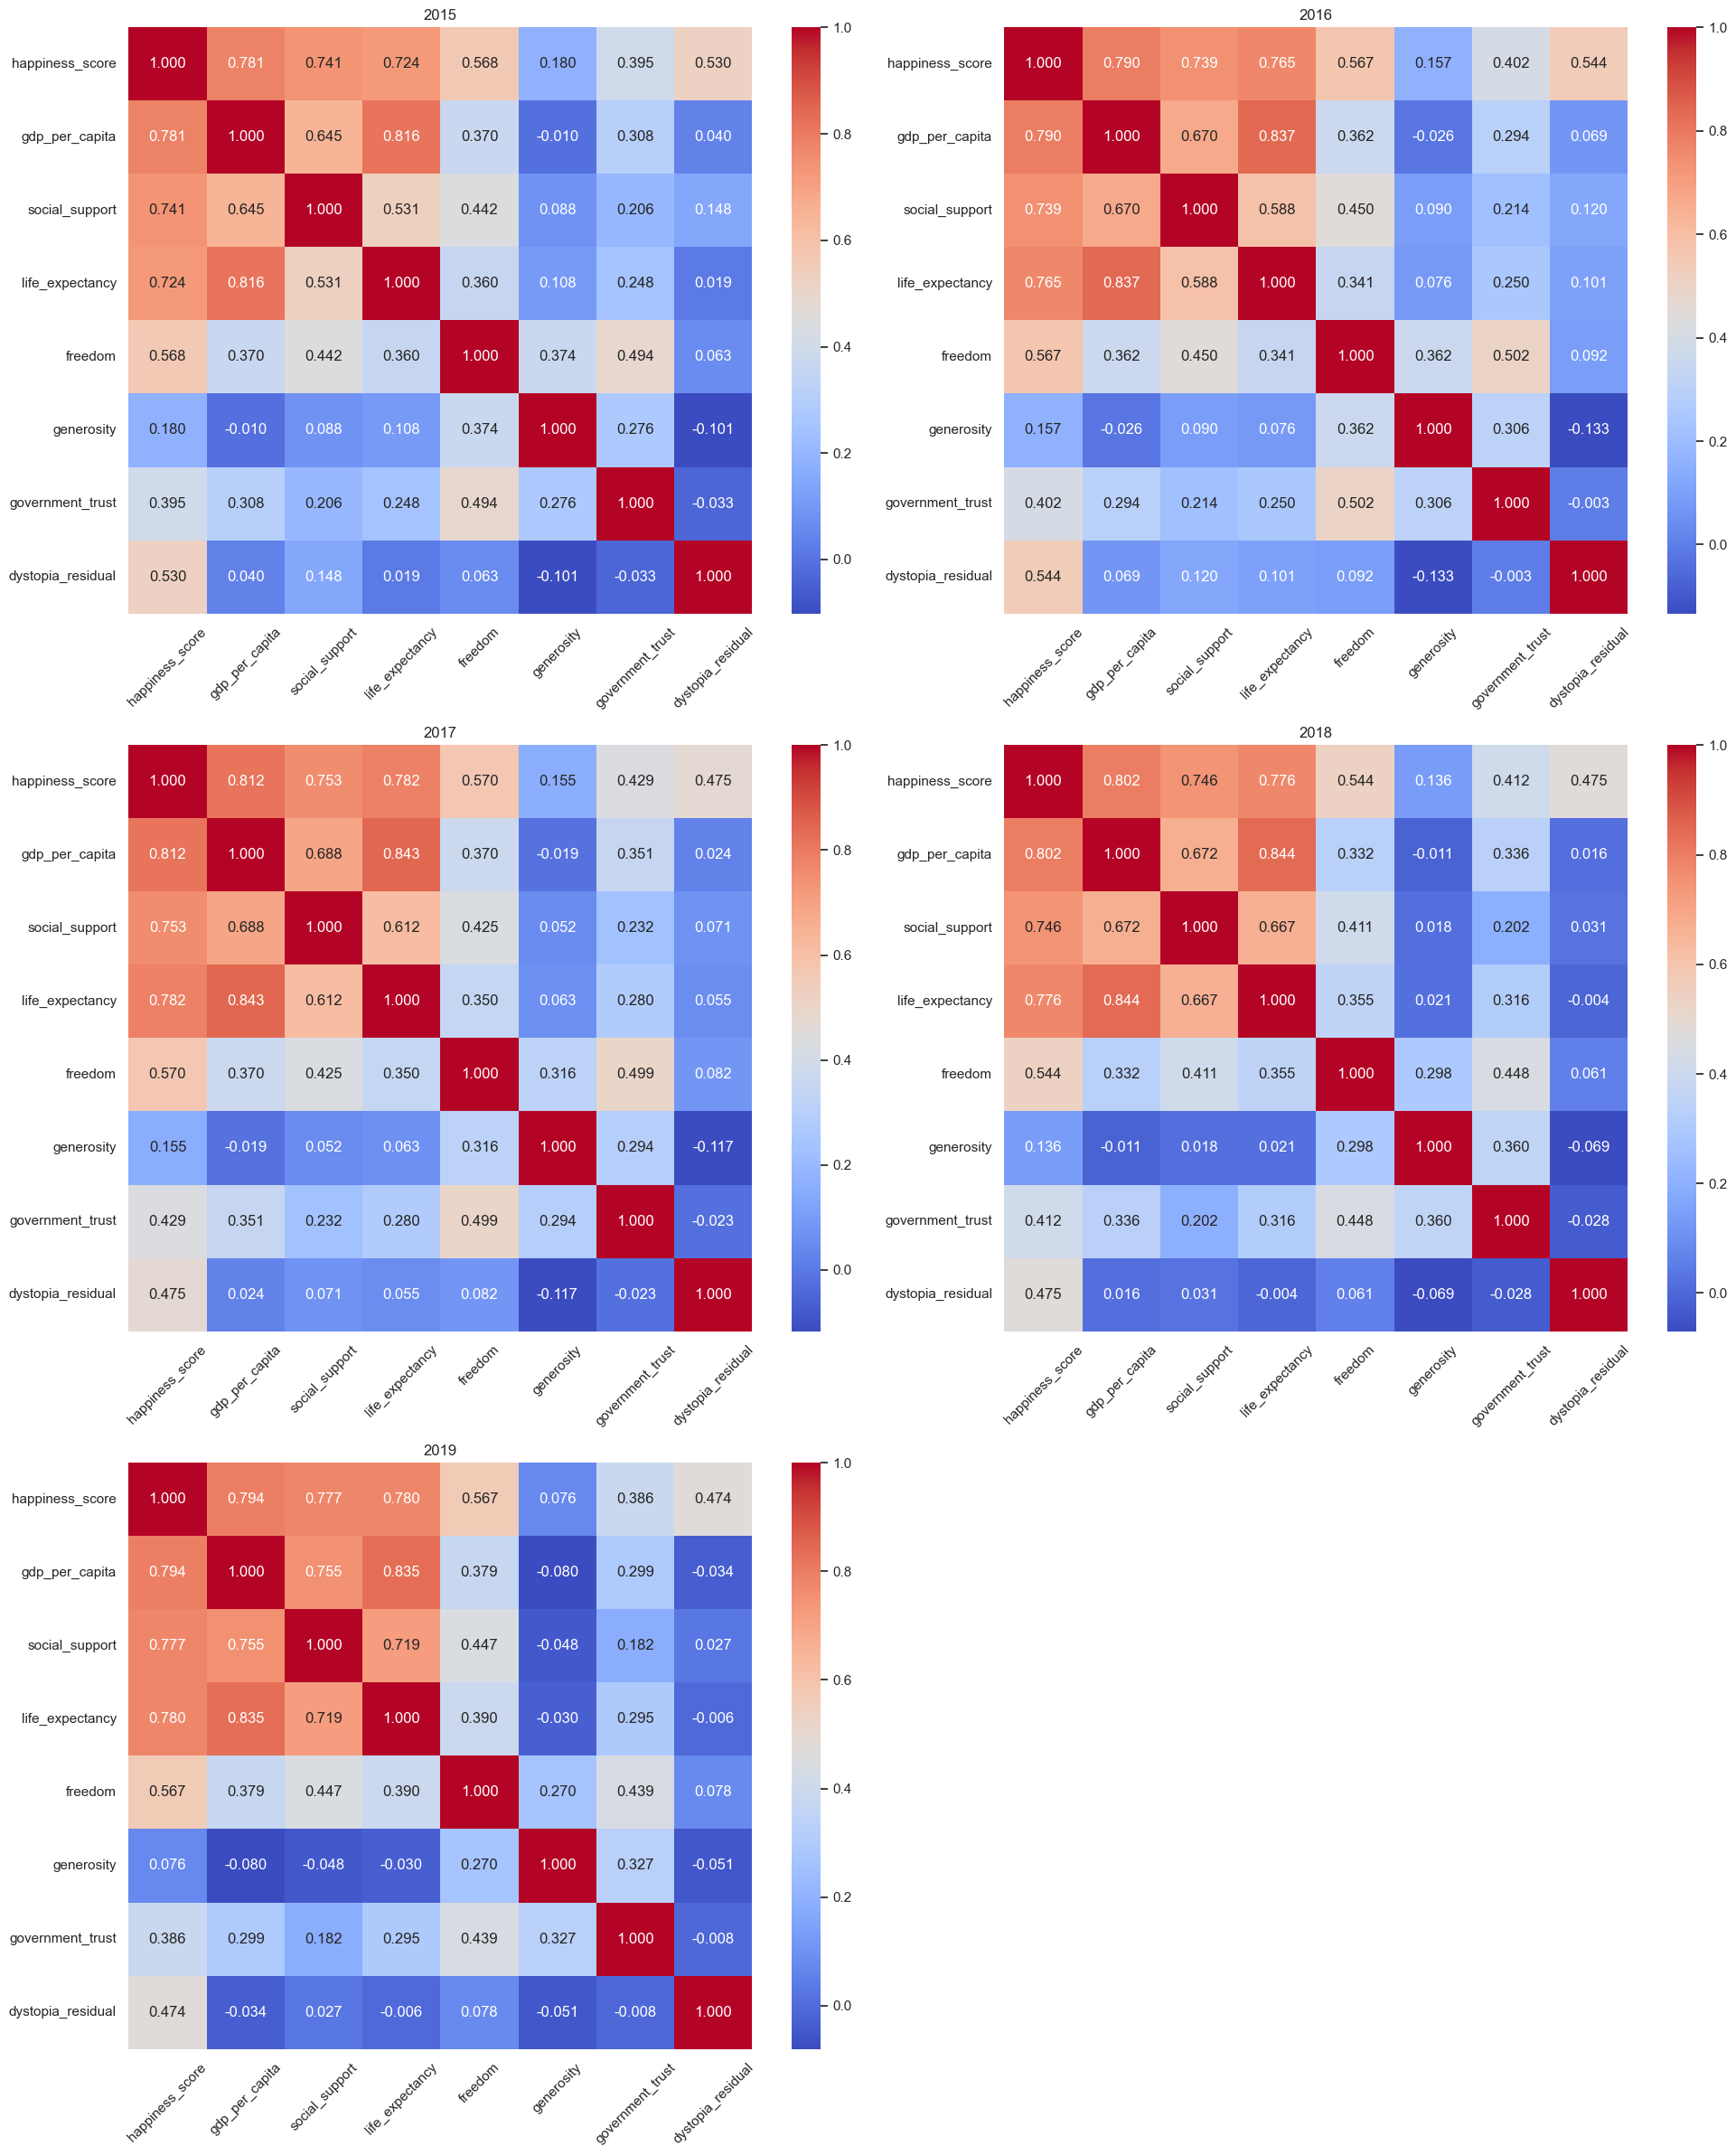 2015
happiness_score 1.000 0.781 0.741 0.724 0.568 0.180 0.395 0.530
gdp_per_capita 0.781 1.000 0.645 0.816 0.370 -0.010 0.308 0.040
social_support 0.741 0.645 1.000 0.531 0.442 0.088 0.206 0.148
life_expectancy 0.724 0.816 0.531 1.000 0.360 0.108 0.248 0.019
freedom 0.568 0.370 0.442 0.360 1.000 0.374 0.494 0.063
generosity 0.180 -0.010 0.088 0.108 0.374 1.000 0.276 -0.101
government_trust 0.395 0.308 0.206 0.248 0.494 0.276 1.000 -0.033
dystopia_residual 0.530 0.040 0.148 0.019 0.063 -0.101 -0.033 1.000
happiness_score gdp_per_capita social_support life_expectancy freedom generosity government_trust dystopia_residual
1.0
0.8
0.6
0.4
0.2
0.0
2016
happiness_score 1.000 0.790 0.739 0.765 0.567 0.157 0.402 0.544
gdp_per_capita 0.790 1.000 0.670 0.837 0.362 -0.026 0.294 0.069
social_support 0.739 0.670 1.000 0.588 0.450 0.090 0.214 0.120
life_expectancy 0.765 0.837 0.588 1.000 0.341 0.076 0.250 0.101
freedom 0.567 0.362 0.450 0.341 1.000 0.362 0.502 0.092
generosity 0.157 -0.026 0.090 0.076 0.362 1.000 0.306 -0.133
government_trust 0.402 0.294 0.214 0.250 0.502 0.306 1.000 -0.003
dystopia_residual 0.544 0.069 0.120 0.101 0.092 -0.133 -0.003 1.000
happiness_score gdp_per_capita social_support life_expectancy freedom generosity government_trust dystopia_residual
1.0
0.8
0.6
0.4
0.2
0.0
2017
happiness_score 1.000 0.812 0.753 0.782 0.570 0.155 0.429 0.475
gdp_per_capita 0.812 1.000 0.688 0.843 0.370 -0.019 0.351 0.024
social_support 0.753 0.688 1.000 0.612 0.425 0.052 0.232 0.071
life_expectancy 0.782 0.843 0.612 1.000 0.350 0.063 0.280 0.055
freedom 0.570 0.370 0.425 0.350 1.000 0.316 0.499 0.082
generosity 0.155 -0.019 0.052 0.063 0.316 1.000 0.294 -0.117
government_trust 0.429 0.351 0.232 0.280 0.499 0.294 1.000 -0.023
dystopia_residual 0.475 0.024 0.071 0.055 0.082 -0.117 -0.023 1.000
happiness_score gdp_per_capita social_support life_expectancy freedom generosity government_trust dystopia_residual
1.0
0.8
0.6
0.4
0.2
0.0
2018
happiness_score 1.000 0.802 0.746 0.776 0.544 0.136 0.412 0.475
gdp_per_capita 0.802 1.000 0.672 0.844 0.332 -0.011 0.336 0.016
social_support 0.746 0.672 1.000 0.667 0.411 0.018 0.202 0.031
life_expectancy 0.776 0.844 0.667 1.000 0.355 0.021 0.316 -0.004
freedom 0.544 0.332 0.411 0.355 1.000 0.298 0.448 0.061
generosity 0.136 -0.011 0.018 0.021 0.298 1.000 0.360 -0.069
government_trust 0.412 0.336 0.202 0.316 0.448 0.360 1.000 -0.028
dystopia_residual 0.475 0.016 0.031 -0.004 0.061 -0.069 -0.028 1.000
happiness_score gdp_per_capita social_support life_expectancy freedom generosity government_trust dystopia_residual
1.0
0.8
0.6
0.4
0.2
0.0
2019
happiness_score 1.000 0.794 0.777 0.780 0.567 0.076 0.386 0.474
gdp_per_capita 0.794 1.000 0.755 0.835 0.379 -0.080 0.299 -0.034
social_support 0.777 0.755 1.000 0.719 0.447 -0.048 0.182 0.027
life_expectancy 0.780 0.835 0.719 1.000 0.390 -0.030 0.295 -0.006
freedom 0.567 0.379 0.447 0.390 1.000 0.270 0.439 0.078
generosity 0.076 -0.080 -0.048 -0.030 0.270 1.000 0.327 -0.051
government_trust 0.386 0.299 0.182 0.295 0.439 0.327 1.000 -0.008
dystopia_residual 0.474 -0.034 0.027 -0.006 0.078 -0.051 -0.008 1.000
happiness_score gdp_per_capita social_support life_expectancy freedom generosity government_trust dystopia_residual
1.0
0.8
0.6
0.4
0.2
0.0